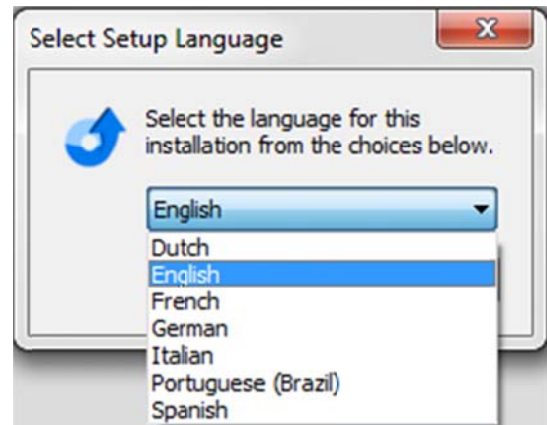 Select Setup Language
Select the language for this
installation from the choices below.
English
Dutch
English
French
German
Italian
Portuguese (Brazil)
Spanish